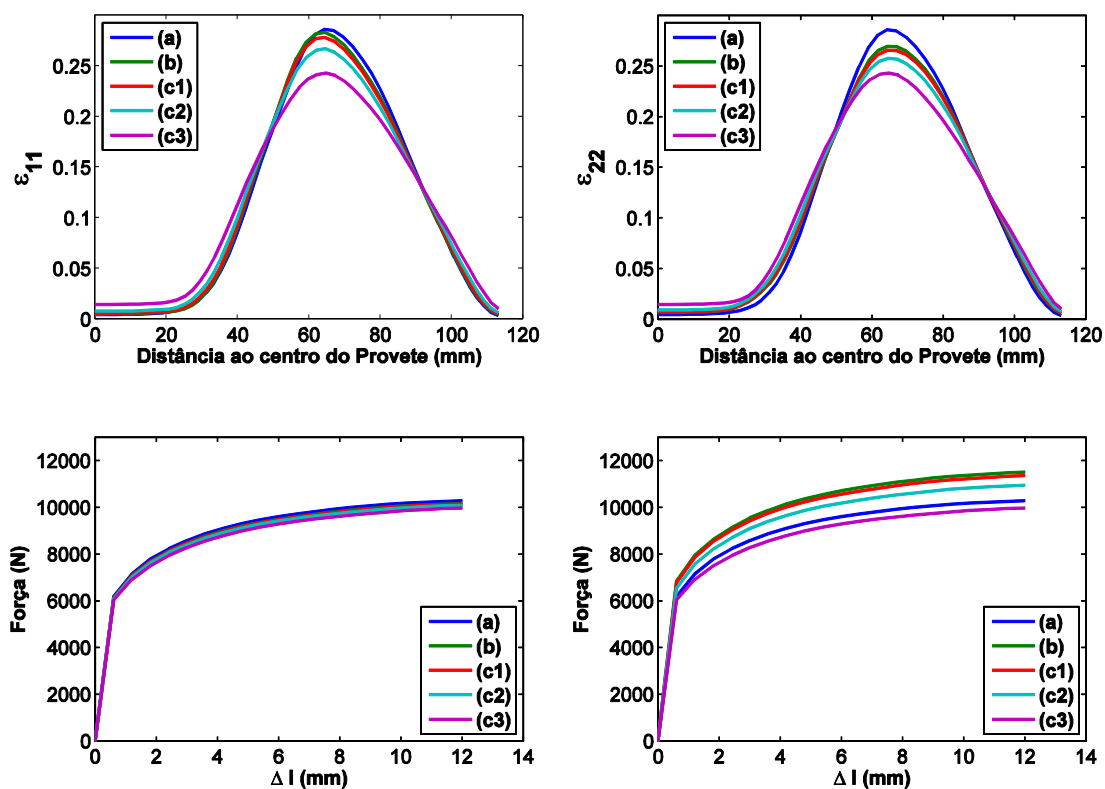 0.25
0.2
0.15
0.1
0.05
0
ε11
(a)
(b)
(c1)
(c2)
(c3)
0 20 40 60 80 100 120
Distância ao centro do Provete (mm)
0.25
0.2
0.15
0.1
0.05
0
ε22
(a)
(b)
(c1)
(c2)
(c3)
0 20 40 60 80 100 120
Distância ao centro do Provete (mm)
12000
10000
8000
6000
4000
2000
0
Força (N)
(a)
(b)
(c1)
(c2)
(c3)
0 2 4 6 8 10 12 14
Δ l (mm)
12000
10000
8000
6000
4000
2000
0
Força (N)
(a)
(b)
(c1)
(c2)
(c3)
0 2 4 6 8 10 12 14
Δ l (mm)